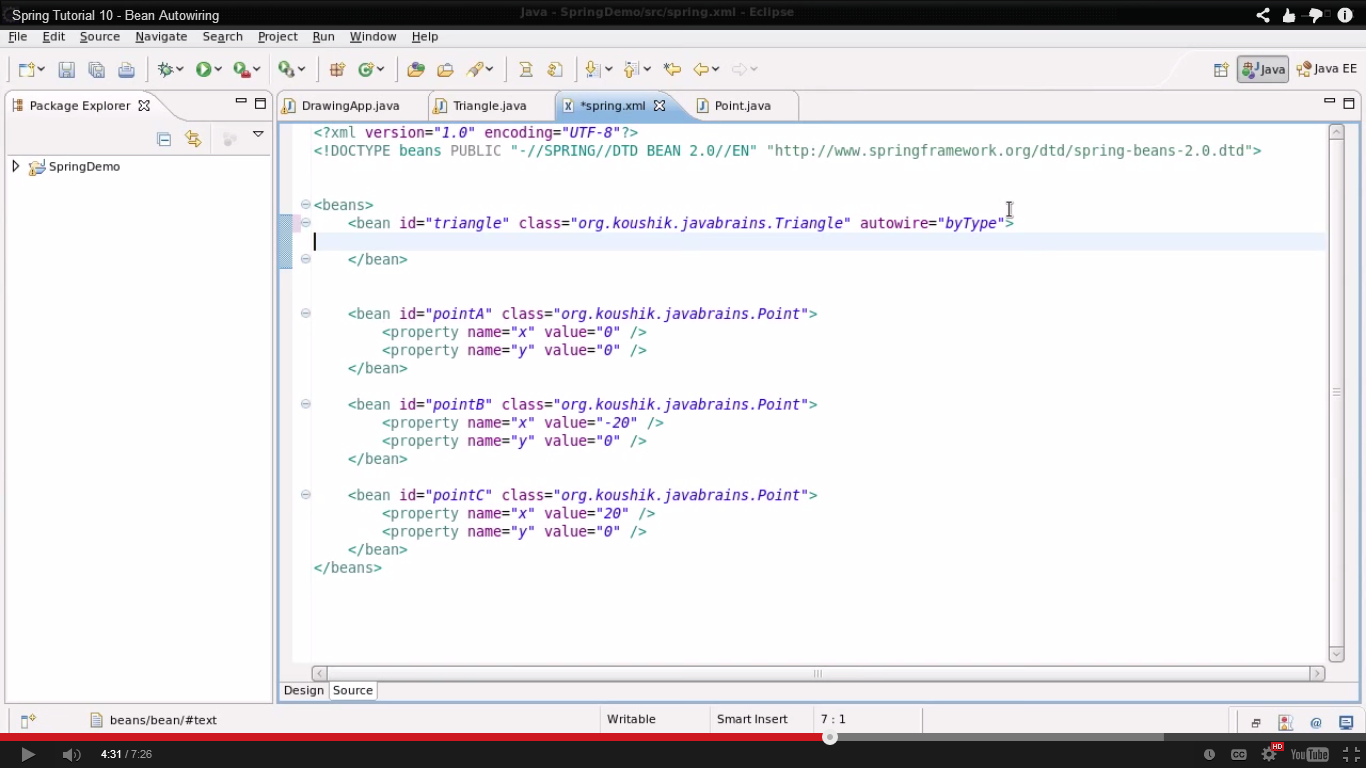 Spring Tutorial 10 - Bean Autowiring
Java - SpringDemo/src/spring.xml - Eclipse
File Edit Source Navigate Search Project Run Window Help
Java Java EE
Package Explorer
DrawingApp.java Triangle.java *spring.xml Point.java
SpringDemo
<?xml version="1.0" encoding="UTF-8"?>
<!DOCTYPE beans PUBLIC "-//SPRING//DTD BEAN 2.0//EN" "http://www.springframework.org/dtd/spring-beans-2.0.dtd">
<beans>
<bean id="triangle" class="org.koushik.javabrains.Triangle" autowire="byType">
</bean>
<bean id="pointA" class="org.koushik.javabrains.Point">
<property name="x" value="0" />
<property name="y" value="0" />
</bean>
<bean id="pointB" class="org.koushik.javabrains.Point">
<property name="x" value="-20" />
<property name="y" value="0" />
</bean>
<bean id="pointC" class="org.koushik.javabrains.Point">
<property name="x" value="20" />
<property name="y" value="0" />
</bean>
</beans>
Design Source
beans/bean/#text Writable Smart Insert 7 : 1
4:31 / 7:26 CC HD YouTube